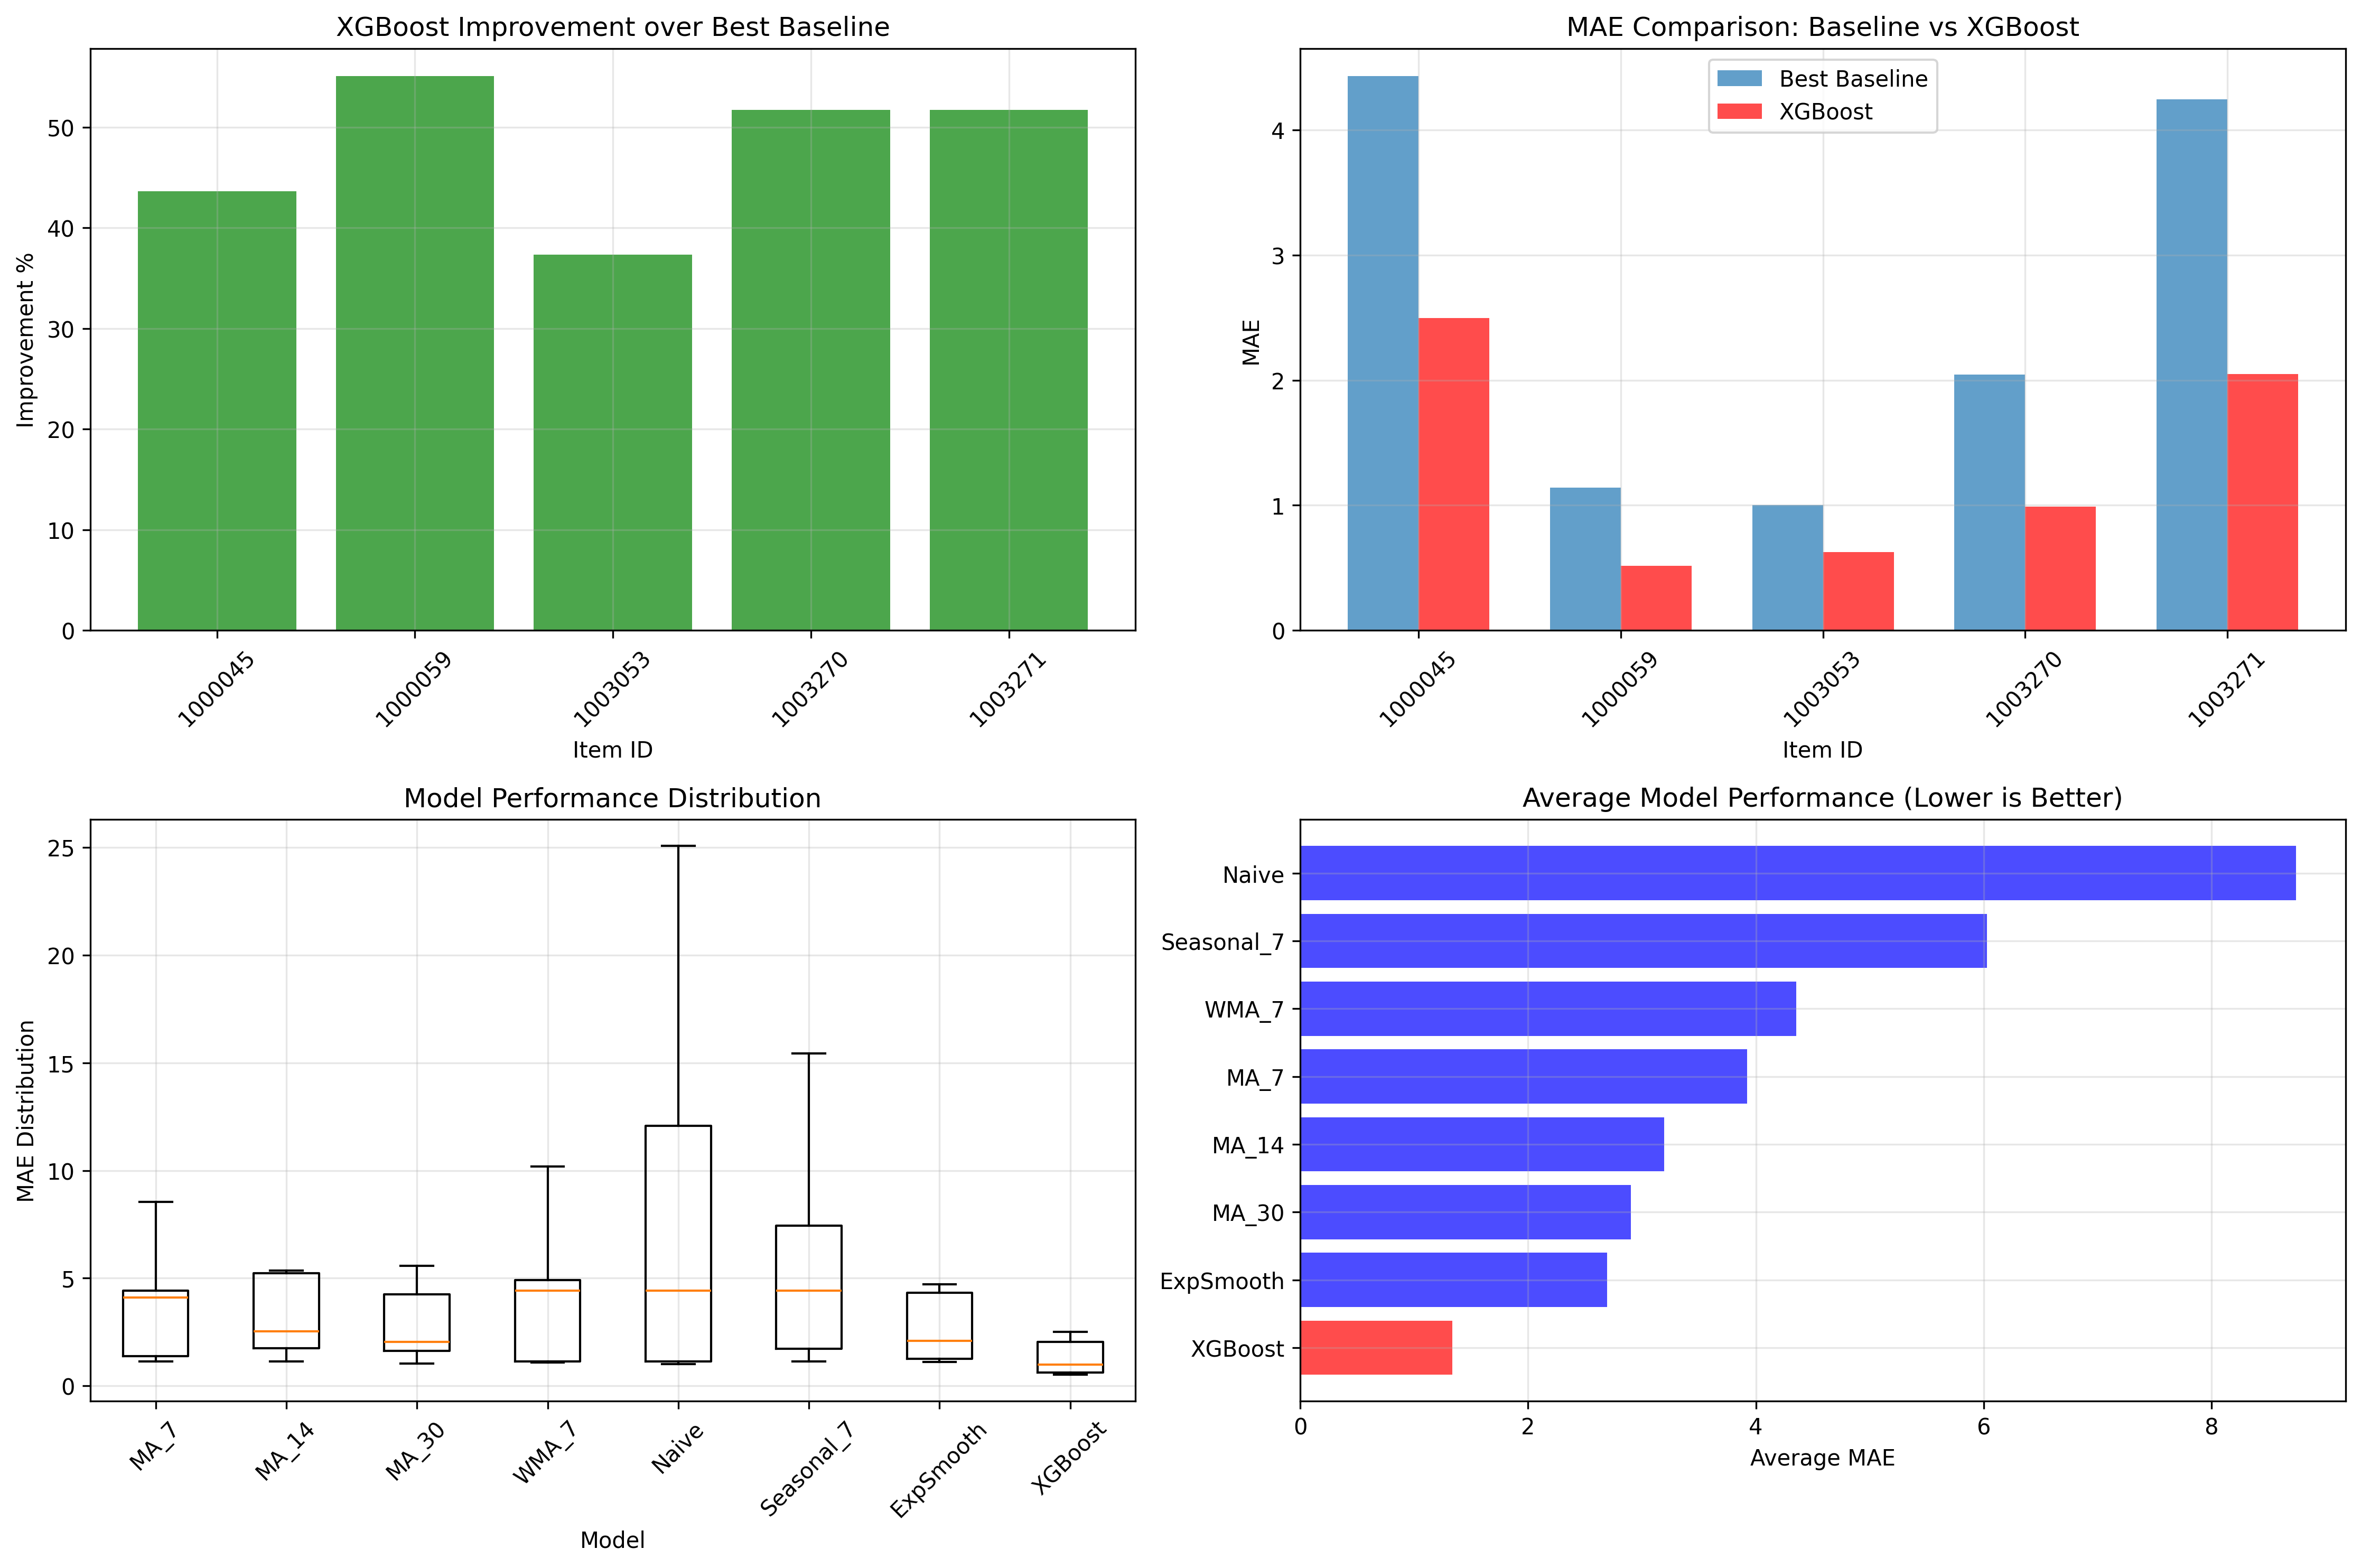 XGBoost Improvement over Best Baseline
Improvement %
50
40
30
20
10
0
1000045
1000059
1003053
1003270
1003271
Item ID
MAE Comparison: Baseline vs XGBoost
Best Baseline
XGBoost
MAE
4
3
2
1
0
1000045
1000059
1003053
1003270
1003271
Item ID
Model Performance Distribution
MAE Distribution
25
20
15
10
5
0
MA_7
MA_14
MA_30
WMA_7
Naive
Seasonal_7
ExpSmooth
XGBoost
Model
Average Model Performance (Lower is Better)
Naive
Seasonal_7
WMA_7
MA_7
MA_14
MA_30
ExpSmooth
XGBoost
0
2
4
6
8
Average MAE